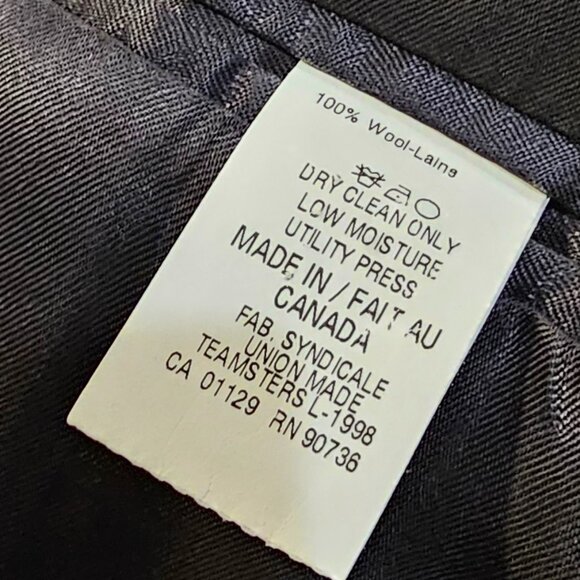 100% Wool-Laine
DRY CLEAN ONLY
LOW MOISTURE
UTILITY PRESS
MADE IN / FAIT AU
CANADA
FAB. SYNDICALE
UNION MADE
TEAMSTERS L-1998
CA 01129 RN 90736